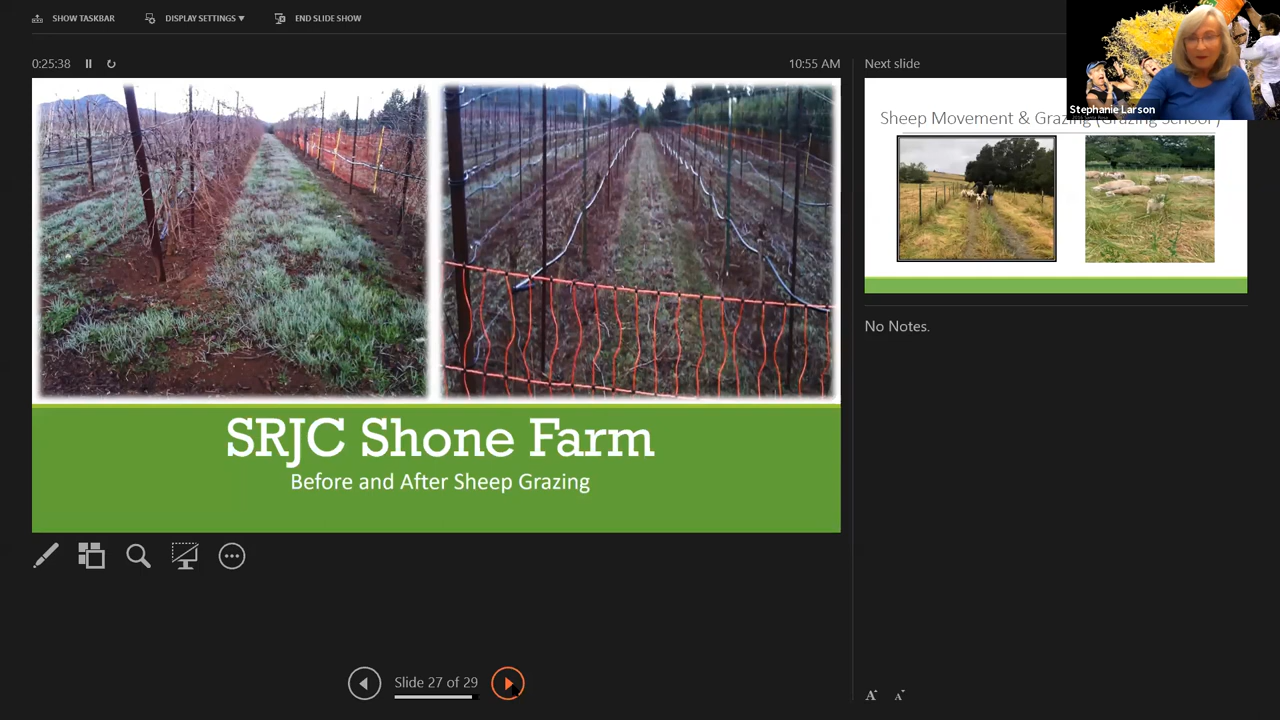 SHOW TASKBAR
DISPLAY SETTINGS ▼
END SLIDE SHOW
0:25:38
10:55 AM
Next slide
Stephanie Larson
Sheep Movement & Grazing (Grazing School)
No Notes.
SRJC Shone Farm
Before and After Sheep Grazing
Slide 27 of 29
A
A